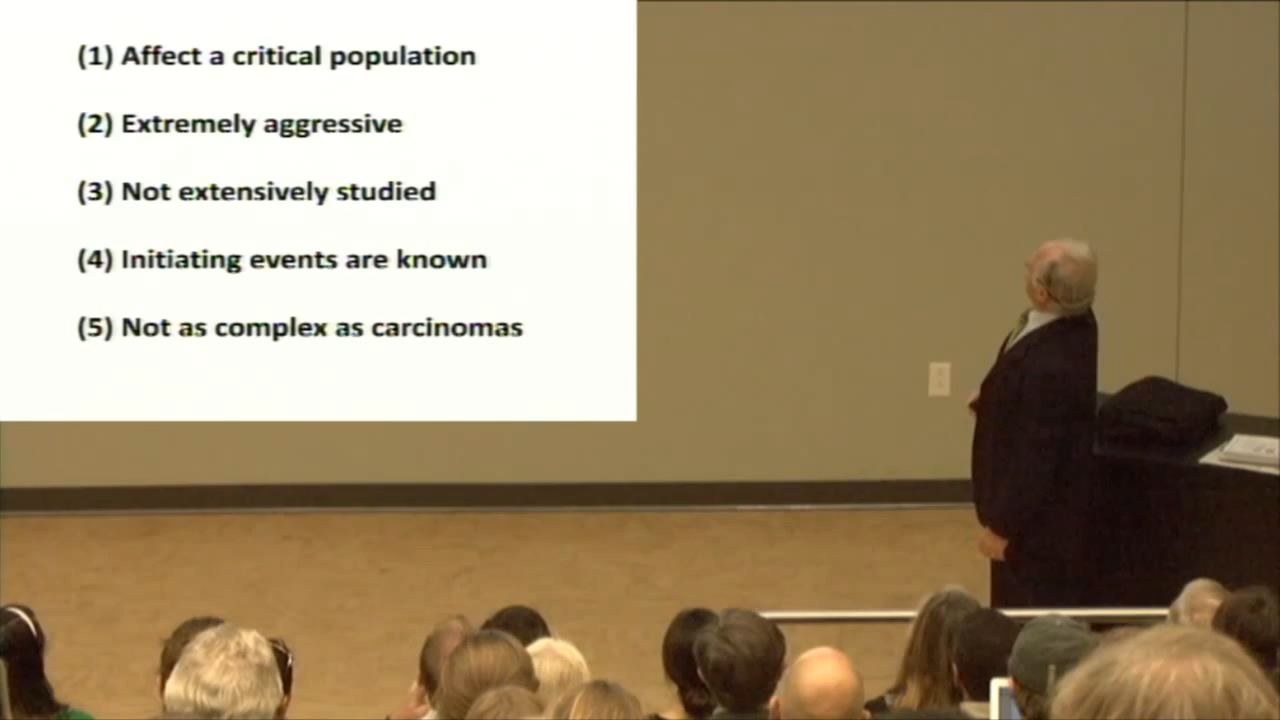 (1) Affect a critical population
(2) Extremely aggressive
(3) Not extensively studied
(4) Initiating events are known
(5) Not as complex as carcinomas